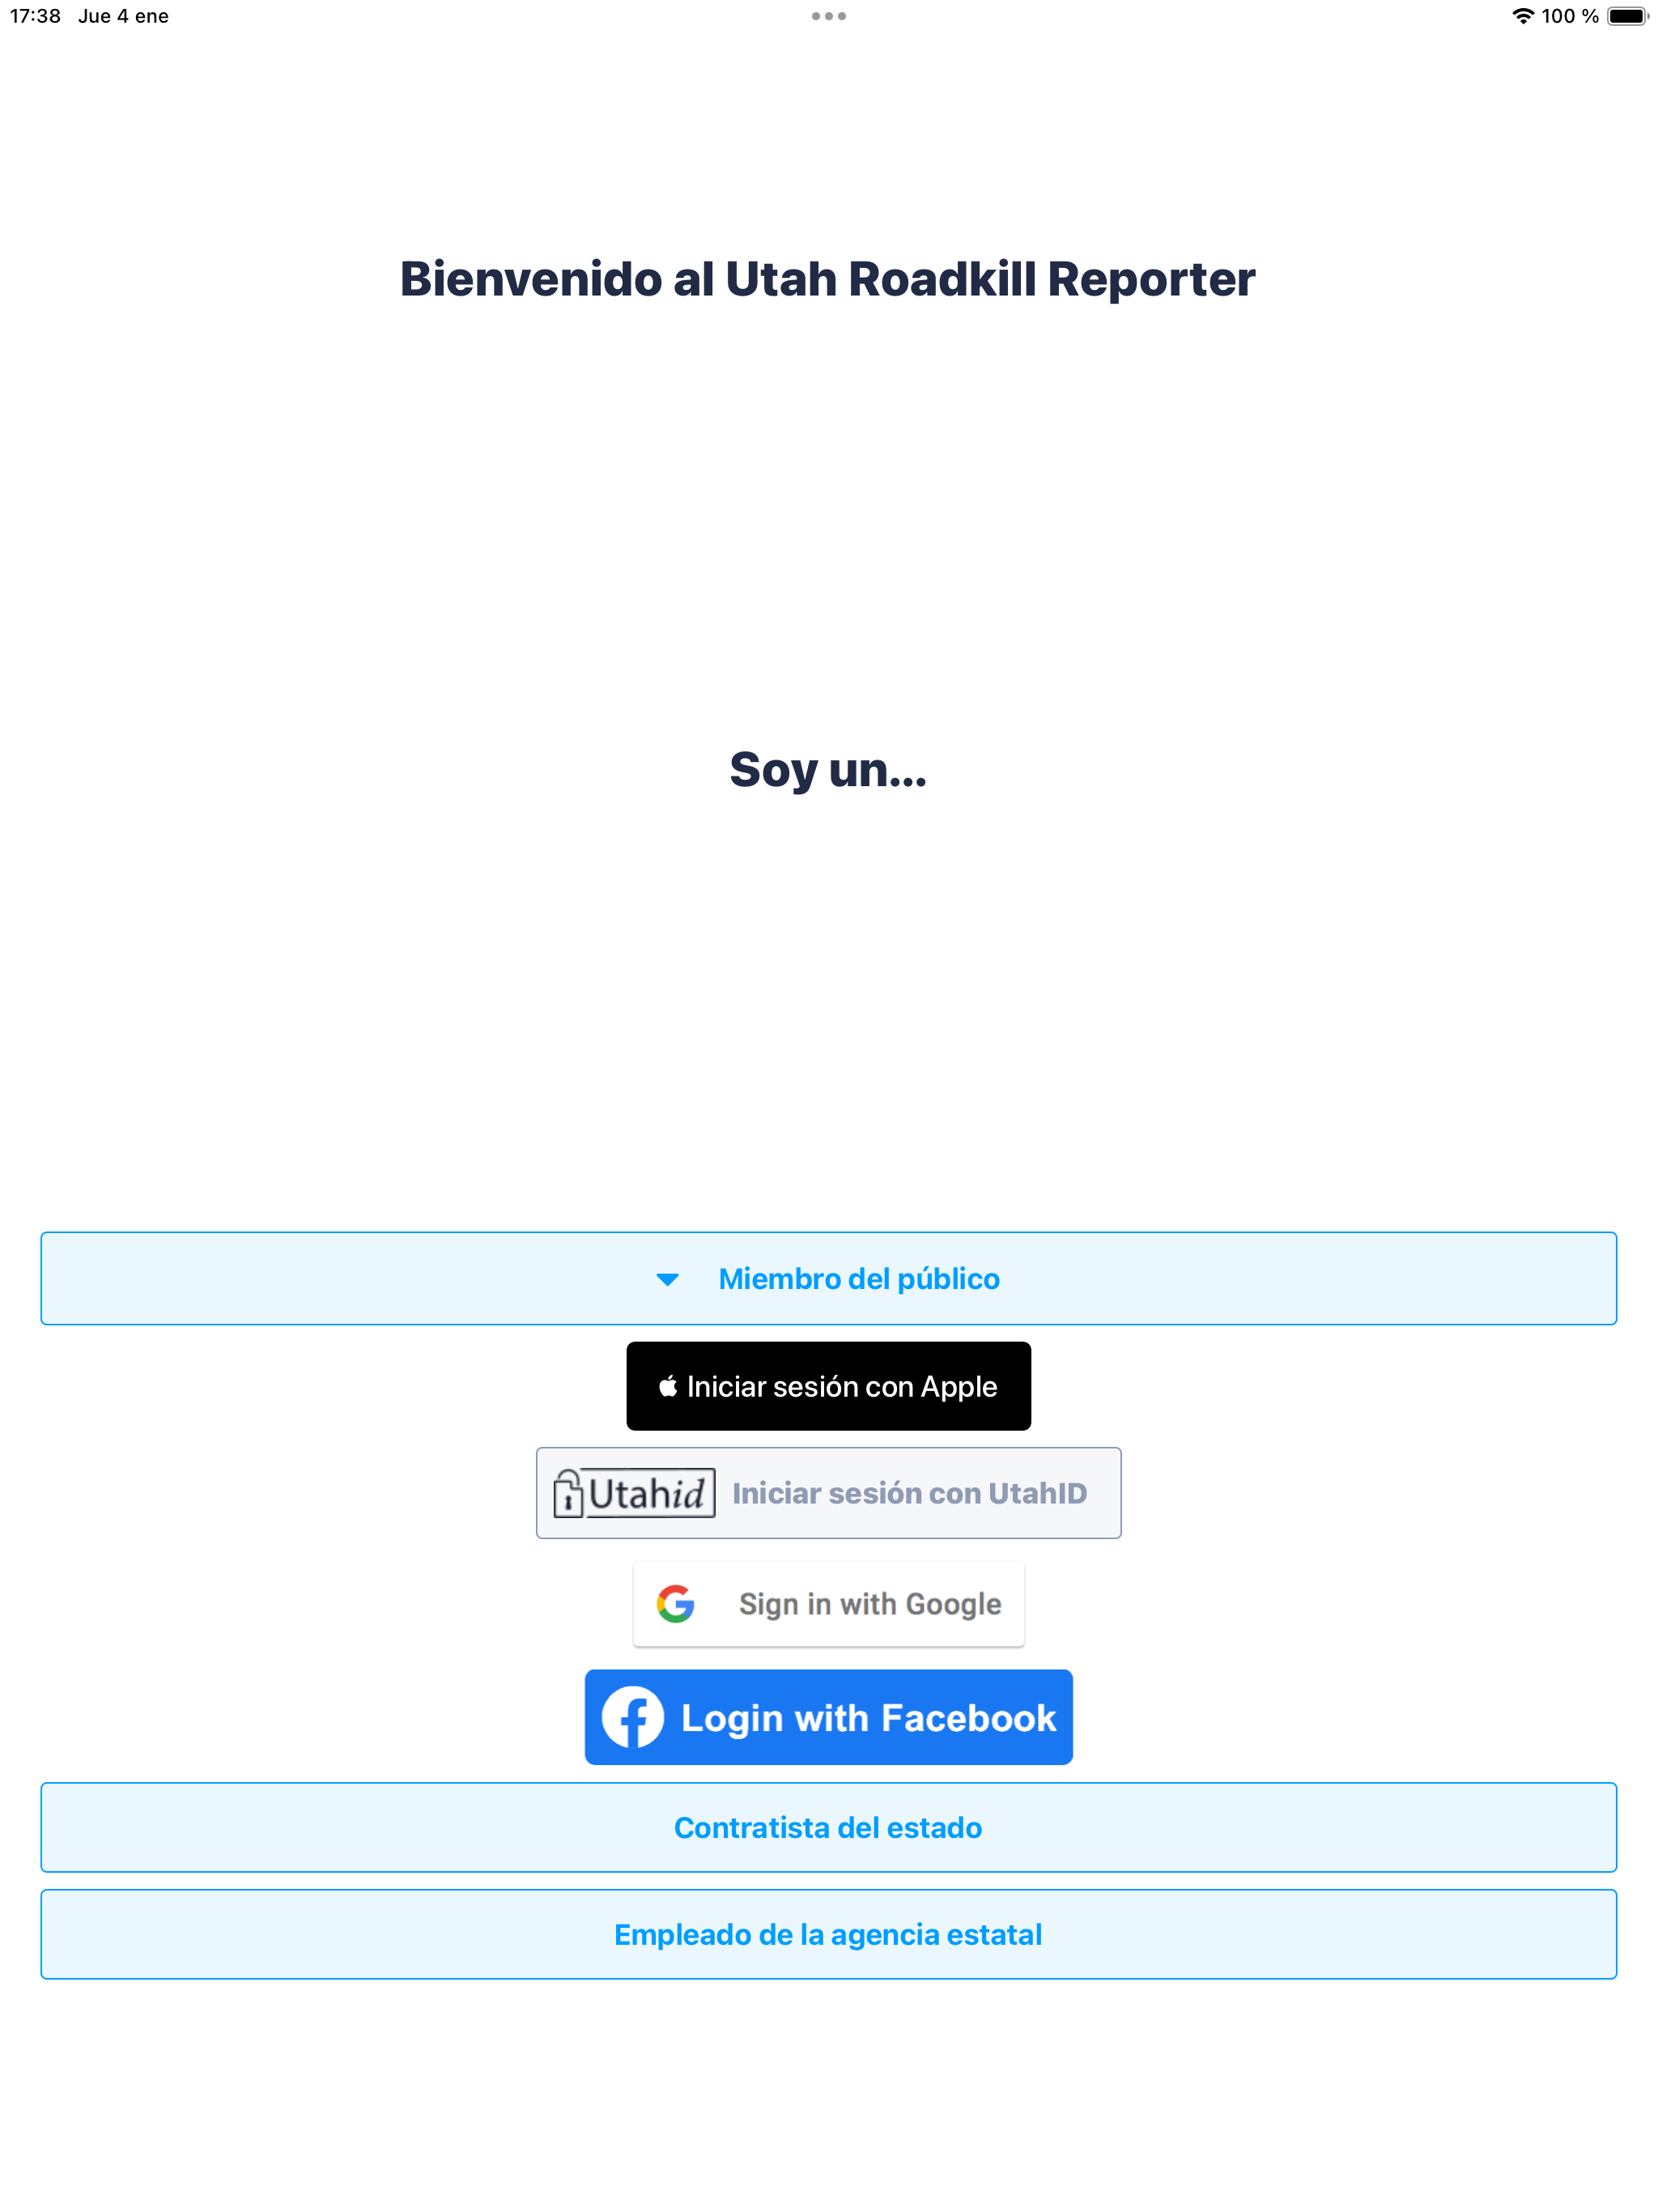 17:38 Jue 4 ene 100 %
Bienvenido al Utah Roadkill Reporter
Soy un...
Miembro del público
Iniciar sesión con Apple
Utahid Iniciar sesión con UtahID
Sign in with Google
Login with Facebook
Contratista del estado
Empleado de la agencia estatal